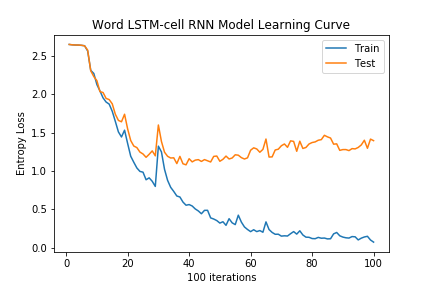 Word LSTM-cell RNN Model Learning Curve
Train
Test
Entropy Loss
2.5
2.0
1.5
1.0
0.5
0.0
0
20
40
60
80
100
100 iterations